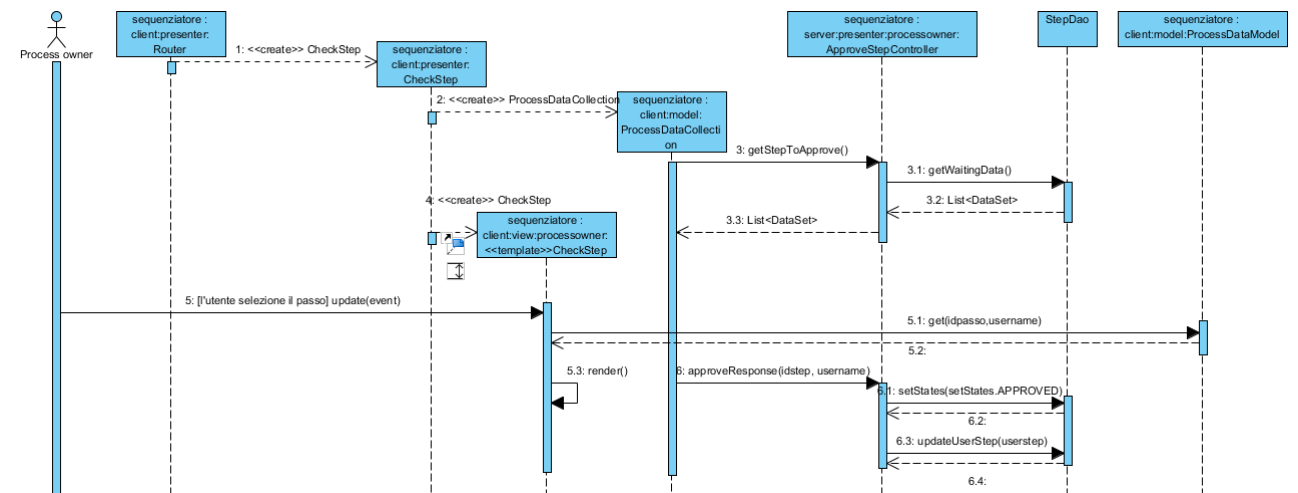 Process owner
sequenziatore :
client:presenter:
Router
1: <<create>> CheckStep
sequenziatore :
client:presenter:
CheckStep
2: <<create>> ProcessDataCollection
sequenziatore :
client:model:
ProcessDataCollecti
on
sequenziatore :
server:presenter:processowner:
ApproveStepController
StepDao
sequenziatore :
client:model:ProcessDataModel
3: getStepToApprove()
3.1: getWaitingData()
3.2: List<DataSet>
3.3: List<DataSet>
4: <<create>> CheckStep
sequenziatore :
client:view:processowner:
<<template>>CheckStep
5: [l'utente selezione il passo] update(event)
5.1: get(idpasso,username)
5.2:
5.3: render()
6: approveResponse(idstep, username)
6.1: setStates(setStates.APPROVED)
6.2:
6.3: updateUserStep(userstep)
6.4: